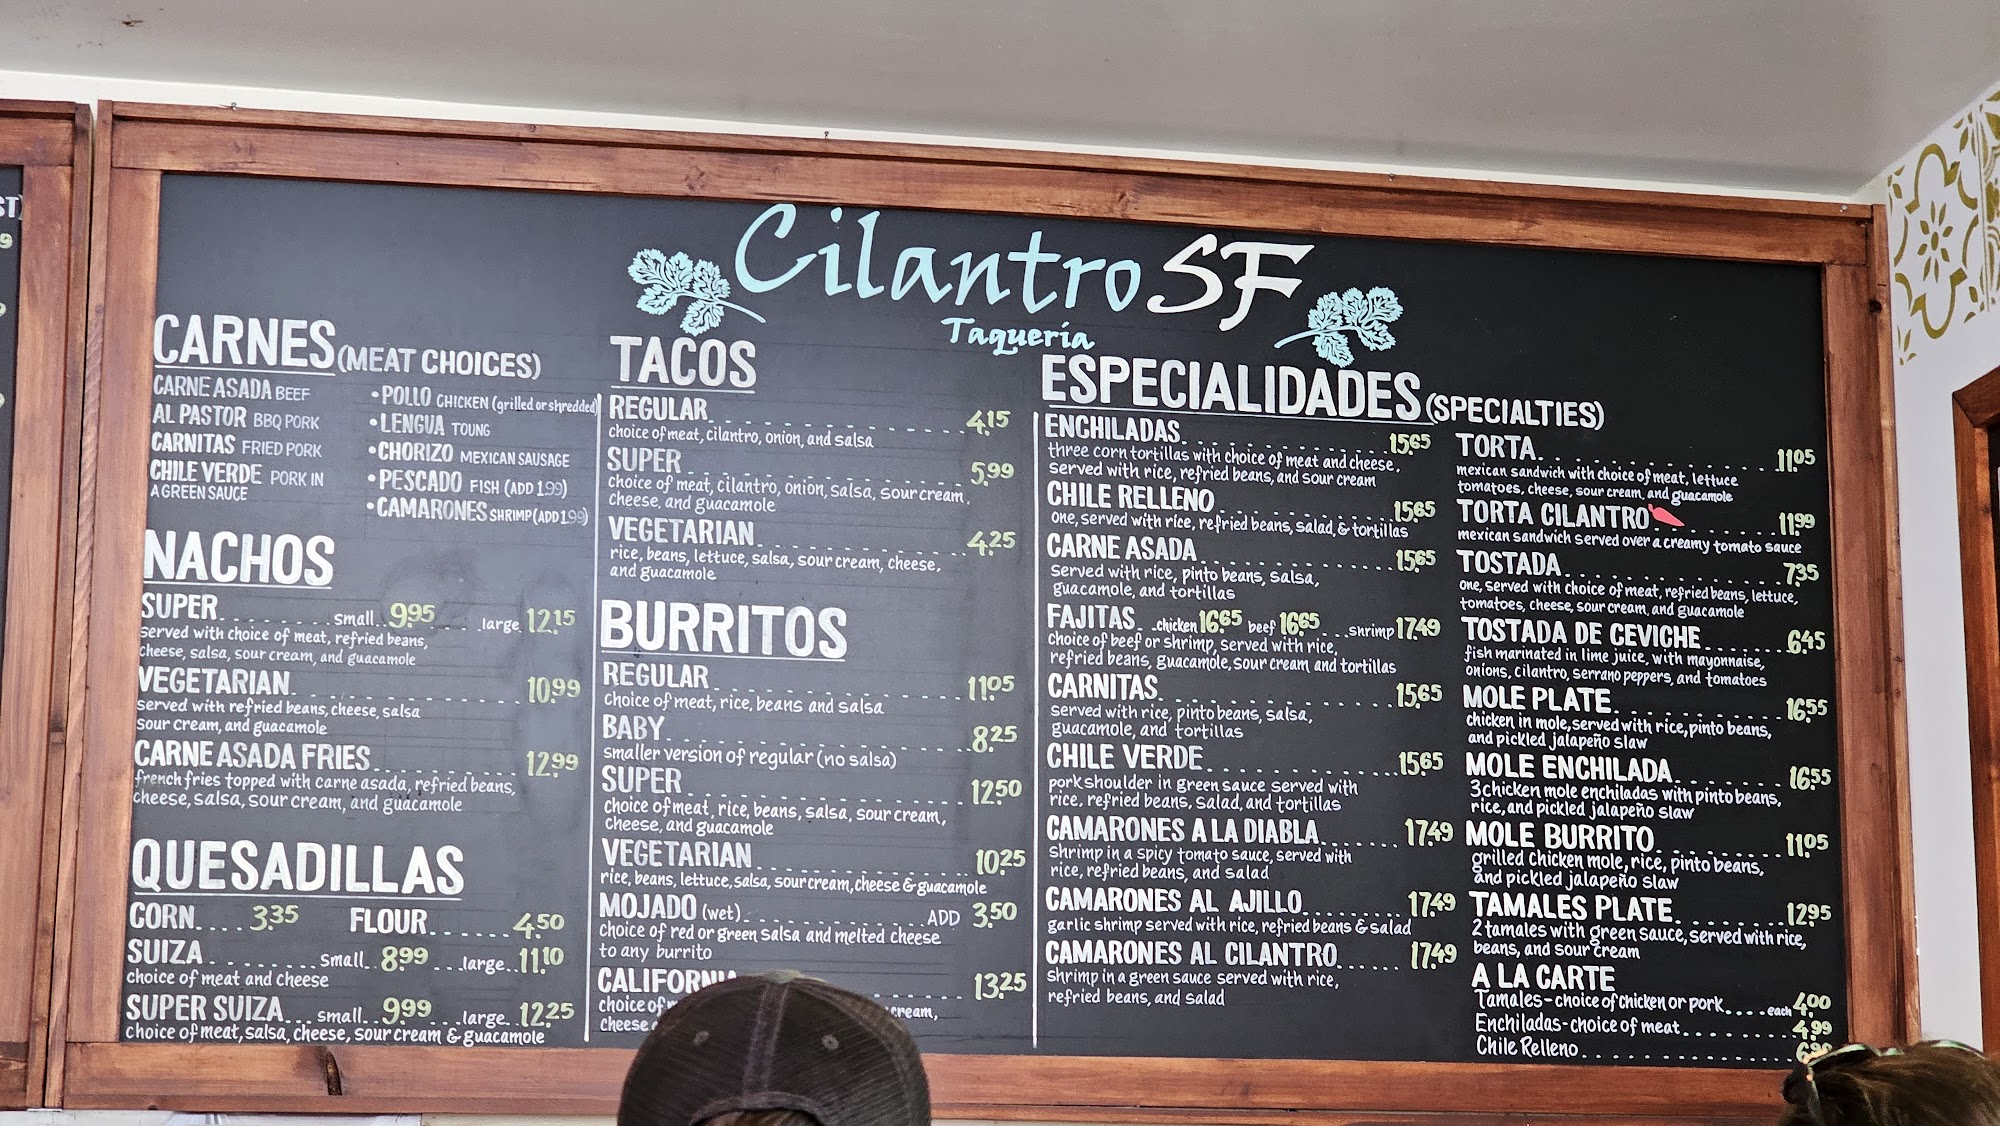 Cilantro SF
Taquería
CARNES (MEAT CHOICES)
CARNE ASADA BEEF
AL PASTOR BBQ PORK
CARNITAS FRIED PORK
CHILE VERDE PORK IN
A GREEN SAUCE
• POLLO CHICKEN (grilled or shredded)
• LENGUA TOUNG
• CHORIZO MEXICAN SAUSAGE
• PESCADO FISH (ADD 1.99)
• CAMARONES SHRIMP (ADD 1.99)
NACHOS
SUPER small 9.95 large 12.15
served with choice of meat, refried beans,
cheese, salsa, sour cream, and guacamole
VEGETARIAN 10.99
served with refried beans, cheese, salsa
sour cream, and guacamole
CARNE ASADA FRIES 12.99
french fries topped with carne asada, refried beans,
cheese, salsa, sour cream, and guacamole
QUESADILLAS
CORN 3.35 FLOUR 4.50
SUIZA small 8.99 large 11.10
choice of meat and cheese
SUPER SUIZA small 9.99 large 12.25
choice of meat, salsa, cheese, sour cream & guacamole
TACOS
REGULAR 4.15
choice of meat, cilantro, onion, and salsa
SUPER 5.99
choice of meat, cilantro, onion, salsa, sour cream,
cheese, and guacamole
VEGETARIAN 4.25
rice, beans, lettuce, salsa, sour cream, cheese,
and guacamole
BURRITOS
REGULAR 11.05
choice of meat, rice, beans and salsa
BABY 8.25
smaller version of regular (no salsa)
SUPER 12.50
choice of meat, rice, beans, salsa, sour cream,
cheese, and guacamole
VEGETARIAN 10.25
rice, beans, lettuce, salsa, sour cream, cheese & guacamole
MOJADO (wet) ADD 3.50
choice of red or green salsa and melted cheese
to any burrito
CALIFORNIA 13.25
choice of cream,
cheese
ESPECIALIDADES (SPECIALTIES)
ENCHILADAS 15.65
three corn tortillas with choice of meat and cheese,
served with rice, refried beans, and sour cream
CHILE RELLENO 15.65
one, served with rice, refried beans, salad, & tortillas
CARNE ASADA 15.65
served with rice, pinto beans, salsa,
guacamole, and tortillas
FAJITAS chicken 16.65 beef 16.65 shrimp 17.49
choice of beef or shrimp, served with rice,
refried beans, guacamole, sour cream and tortillas
CARNITAS 15.65
served with rice, pinto beans, salsa,
guacamole, and tortillas
CHILE VERDE 15.65
pork shoulder in green sauce served with
rice, refried beans, salad, and tortillas
CAMARONES A LA DIABLA 17.49
Shrimp in a spicy tomato sauce, served with
rice, refried beans, and salad
CAMARONES AL AJILLO 17.49
garlic shrimp served with rice, refried beans & salad
CAMARONES AL CILANTRO 17.49
shrimp in a green sauce served with rice,
refried beans, and salad
TORTA 11.05
mexican sandwich with choice of meat, lettuce
tomatoes, cheese, sour cream, and guacamole
TORTA CILANTRO 11.99
mexican sandwich served over a creamy tomato sauce
TOSTADA 7.35
one, served with choice of meat, refried beans, lettuce,
tomatoes, cheese, sour cream, and guacamole
TOSTADA DE CEVICHE 6.45
fish marinated in lime juice, with mayonnaise,
onions, cilantro, serrano peppers, and tomatoes
MOLE PLATE 16.55
chicken in mole, served with rice, pinto beans,
and pickled jalapeño slaw
MOLE ENCHILADA 16.55
3 chicken mole enchiladas with pinto beans,
rice, and pickled jalapeño slaw
MOLE BURRITO 11.05
grilled chicken mole, rice, pinto beans,
and pickled jalapeño slaw
TAMALES PLATE 12.95
2 tamales with green sauce, served with rice,
beans, and sour cream
A LA CARTE
Tamales - choice of chicken or pork each 4.00
Enchiladas - choice of meat 4.99
Chile Relleno